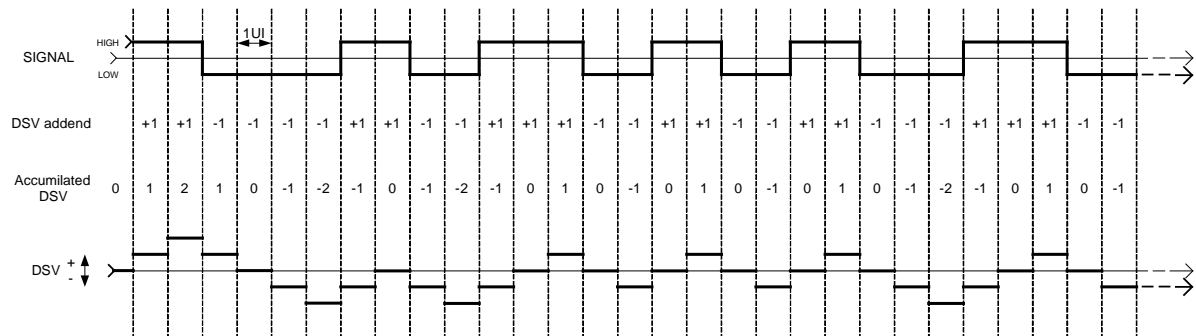 1UI
HIGH
SIGNAL
LOW
DSV addend +1 +1 -1 -1 -1 -1 +1 +1 -1 -1 +1 +1 +1 -1 -1 +1 +1 -1 -1 +1 +1 -1 -1 -1 +1 +1 +1 -1 -1
Accumilated
DSV
0 1 2 1 0 -1 -2 -1 0 -1 -2 -1 0 1 0 -1 0 1 0 -1 0 1 0 -1 -2 -1 0 1 0 -1
DSV + -